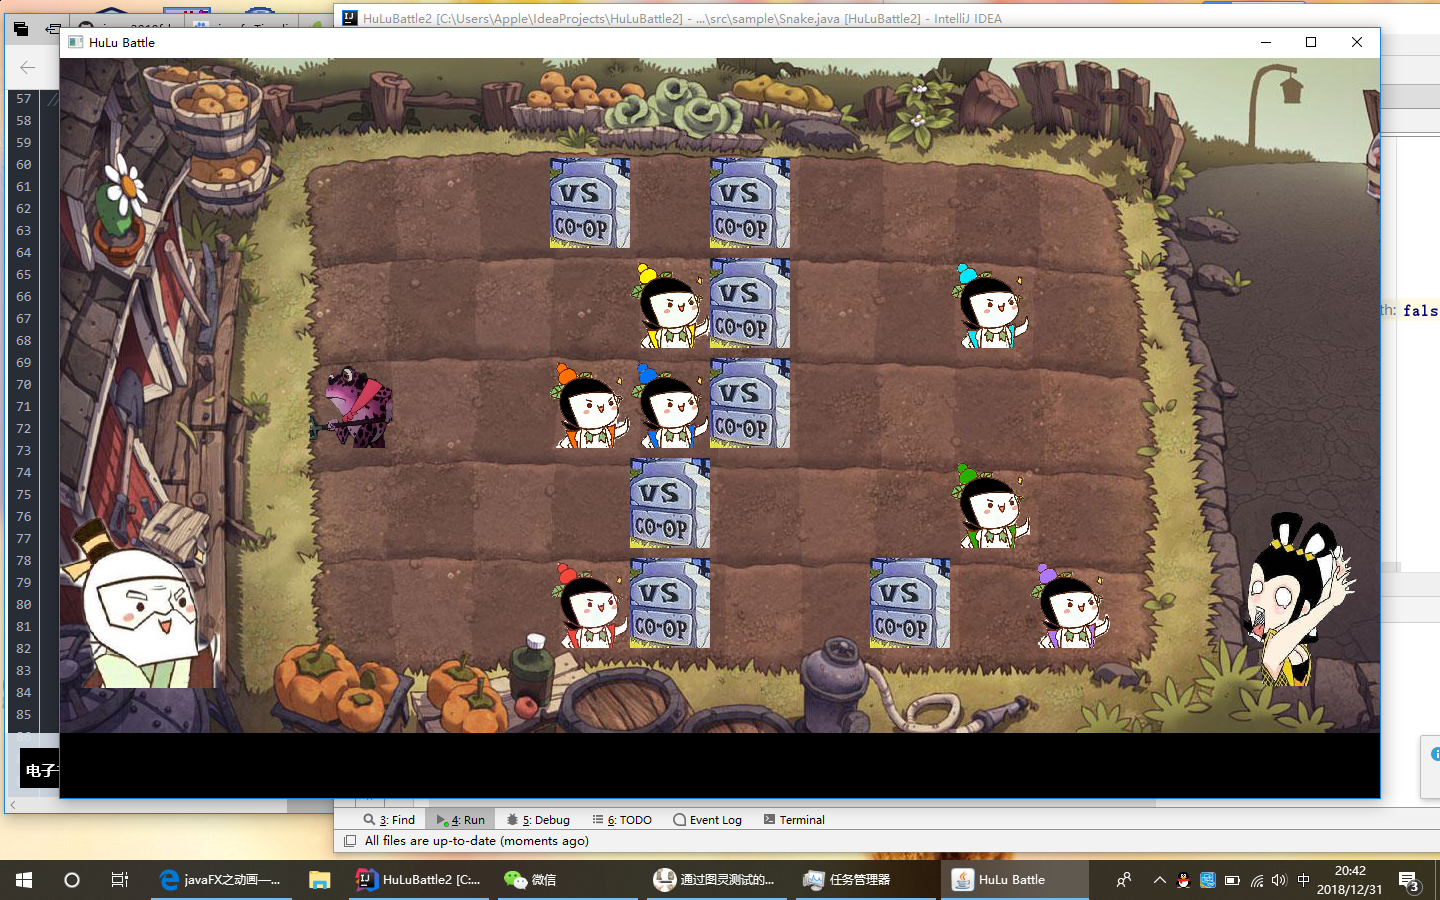 HuLuBattle2 [C:\Users\Apple\IdeaProjects\HuLuBattle2] - ...\src\sample\Snake.java [HuLuBattle2] - IntelliJ IDEA
HuLu Battle
57 //
58
59
60
61
62
63
64
65
66
67
68
69
70
71
72
73
74
75
76
77
78
79
80
81
82
83
84
85
86
VS
CO-OP
VS
CO-OP
VS
CO-OP
VS
CO-OP
VS
CO-OP
VS
CO-OP
VS
CO-OP
th: fals
电子
3: Find
4: Run
5: Debug
6: TODO
Event Log
Terminal
All files are up-to-date (moments ago)
javaFX之动画—...
HuLuBattle2 [C:...
微信
通过图灵测试的...
任务管理器
HuLu Battle
中
20:42
2018/12/31
3